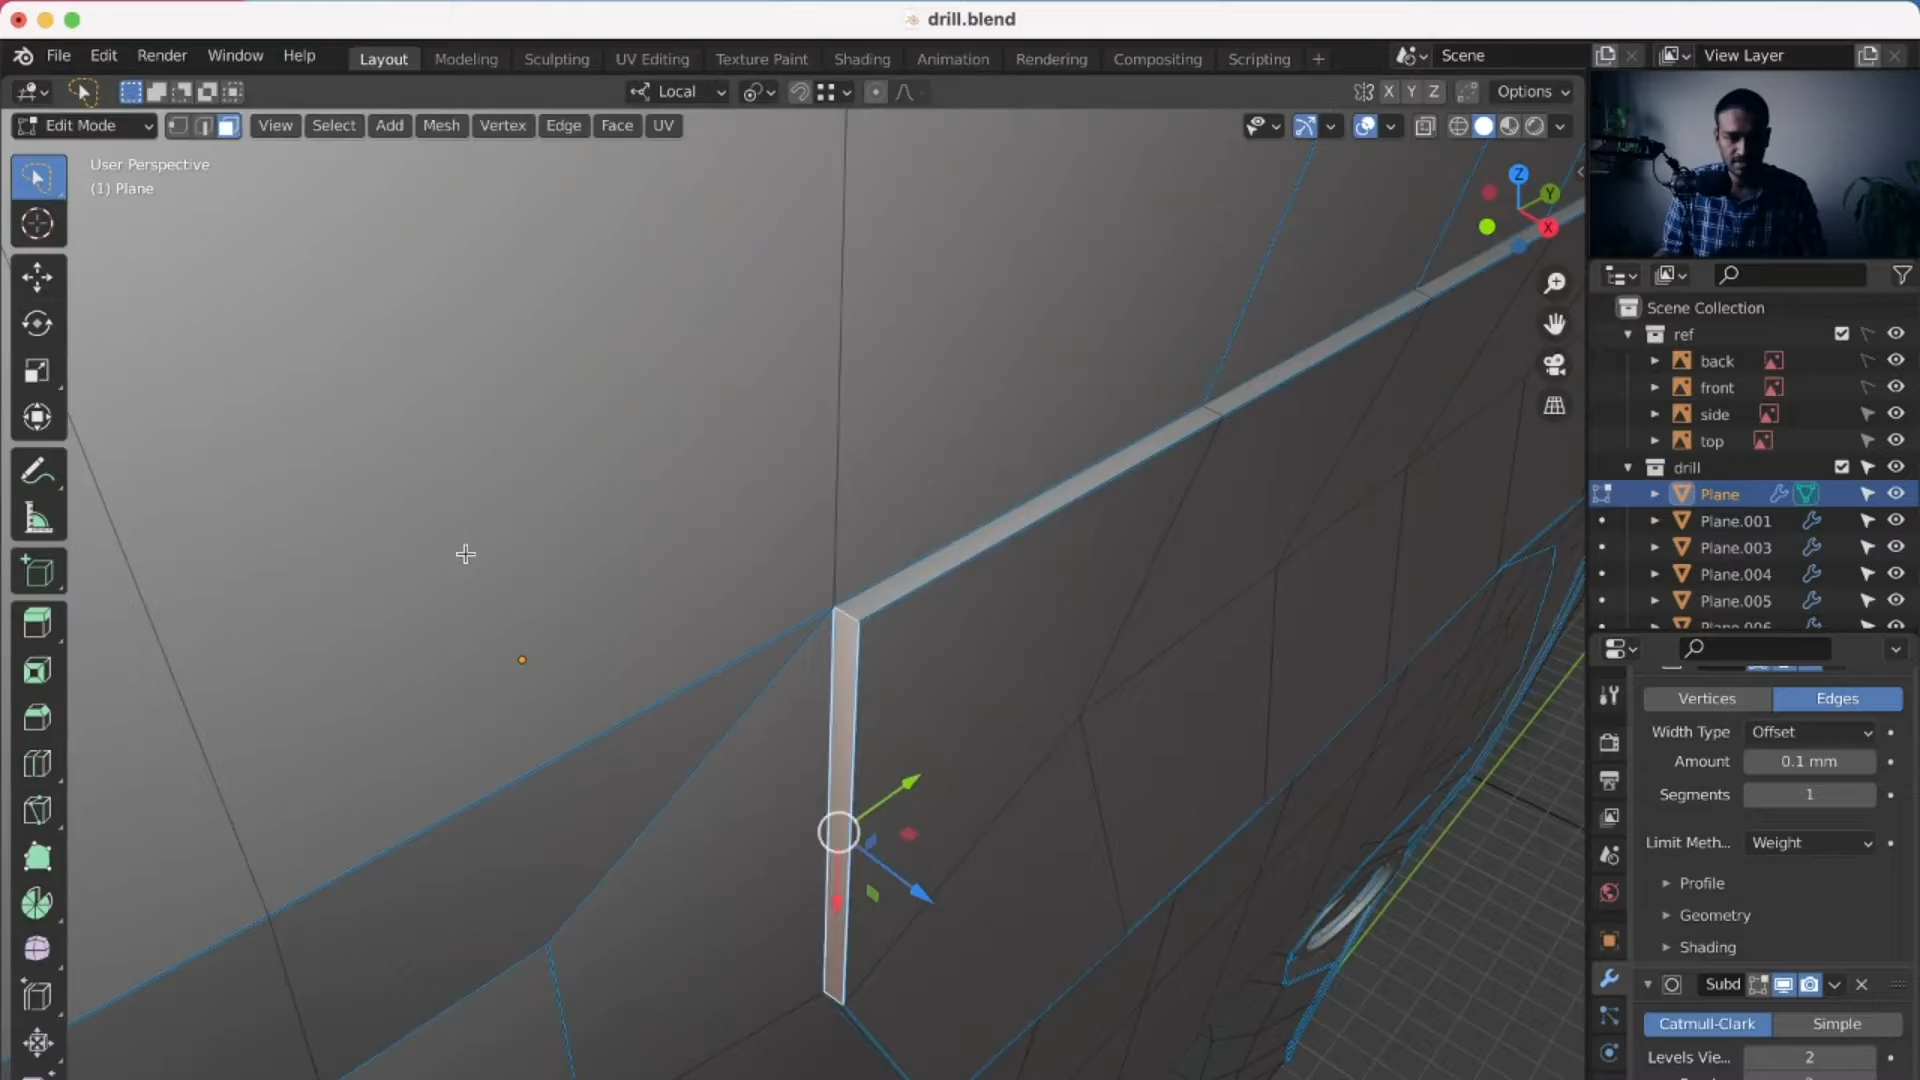 drill.blend
File Edit Render Window Help Layout Modeling Sculpting UV Editing Texture Paint Shading Animation Rendering Compositing Scripting + Scene View Layer
Local X Y Z Options
Edit Mode View Select Add Mesh Vertex Edge Face UV
User Perspective
(1) Plane
Z
Y
X
Scene Collection
ref
back
front
side
top
drill
Plane
Plane.001
Plane.003
Plane.004
Plane.005
Plane.006
Vertices Edges
Width Type Offset
Amount 0.1 mm
Segments 1
Limit Meth... Weight
Profile
Geometry
Shading
Subd
Catmull-Clark Simple
Levels Vie... 2